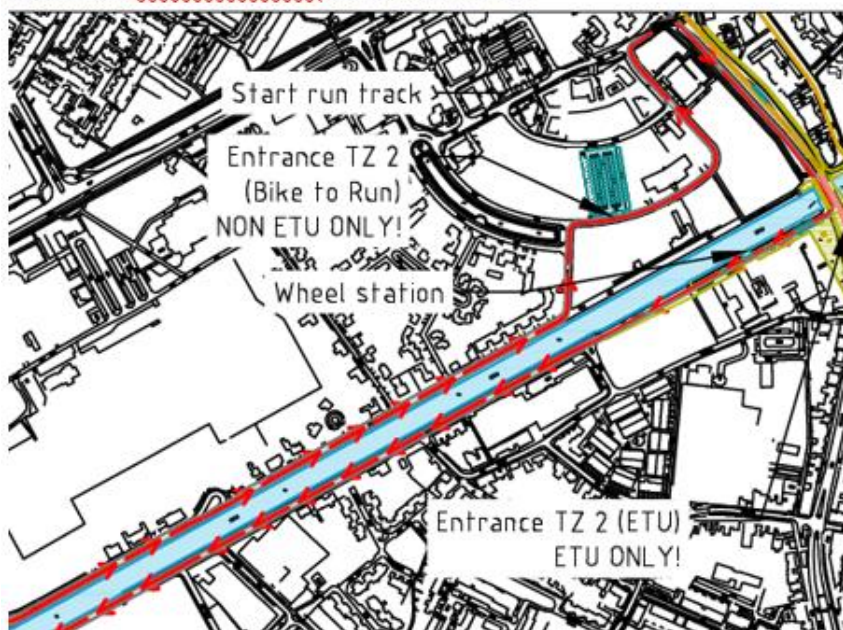 Start run track
Entrance TZ 2
(Bike to Run)
NON ETU ONLY!
Wheel station
Entrance TZ 2 (ETU)
ETU ONLY!